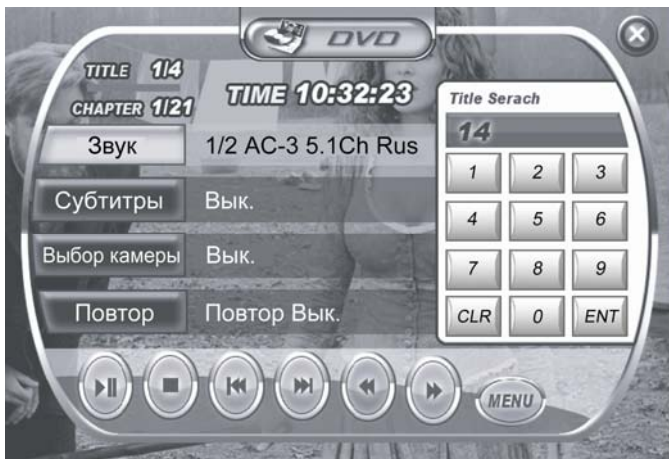 DVD
TITLE 1/4
CHAPTER 1/21
TIME 10:32:23
Звук 1/2 AC-3 5.1Ch Rus
Субтитры Вык.
Выбор камеры Вык.
Повтор Повтор Вык.
Title Serach
14
1 2 3
4 5 6
7 8 9
CLR 0 ENT
MENU